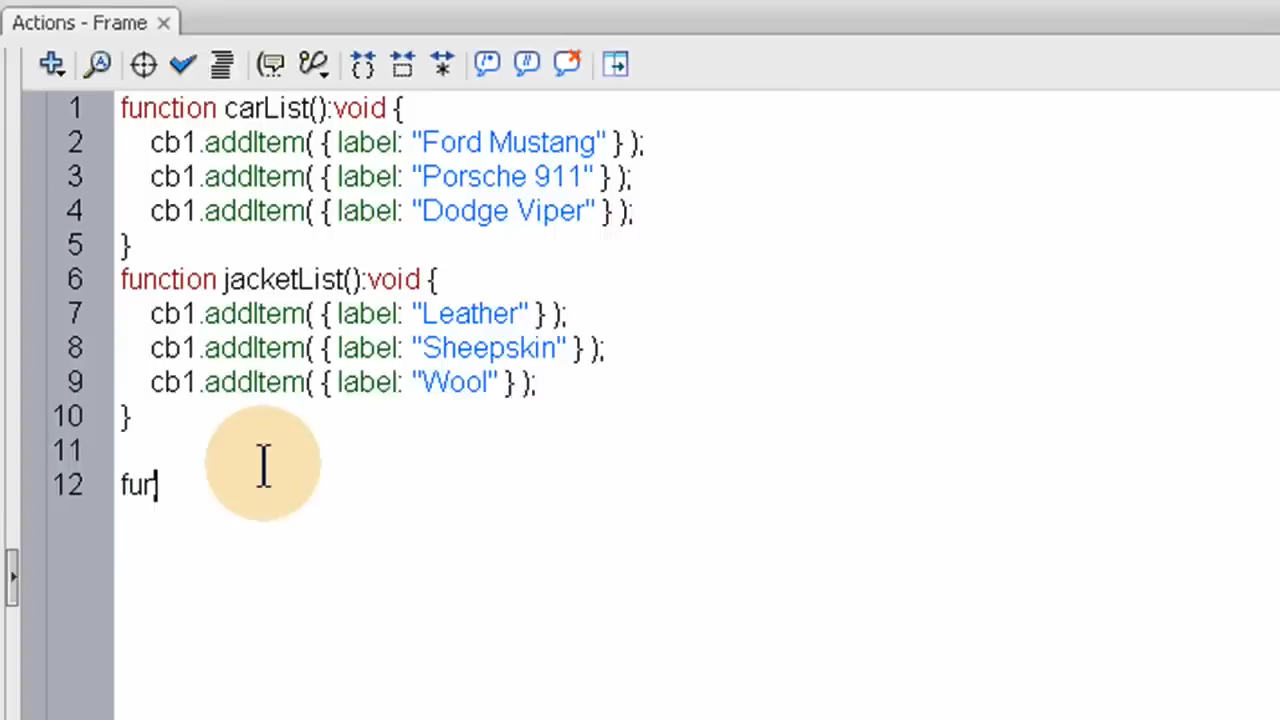 Actions - Frame
1 function carList():void {
2 cb1.addItem( { label: "Ford Mustang" } );
3 cb1.addItem( { label: "Porsche 911" } );
4 cb1.addItem( { label: "Dodge Viper" } );
5 }
6 function jacketList():void {
7 cb1.addItem( { label: "Leather" } );
8 cb1.addItem( { label: "Sheepskin" } );
9 cb1.addItem( { label: "Wool" } );
10 }
11
12 fur